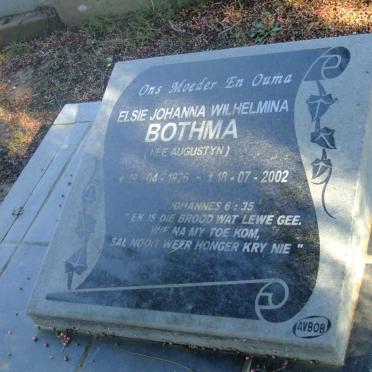 Ons Moeder En Ouma
ELSIE JOHANNA WILHELMINA
BOTHMA
(NEE AUGUSTYN)
19-04-1926 - 10-07-2002
JOHANNES 6 : 35
" EK IS DIE BROOD WAT LEWE GEE.
WIE NA MY TOE KOM,
SAL NOOIT WEER HONGER KRY NIE "
AVBOB